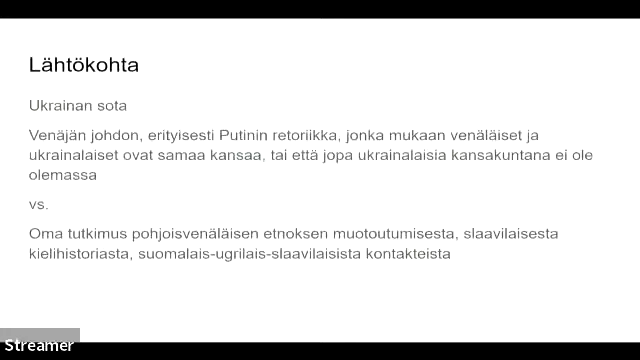 Lähtökohta
Ukrainan sota
Venäjän johdon, erityisesti Putinin retoriikka, jonka mukaan venäläiset ja
ukrainalaiset ovat samaa kansaa, tai että jopa ukrainalaisia kansakuntana ei ole
olemassa
vs.
Oma tutkimus pohjoisvenäläisen etnoksen muotoutumisesta, slaavilaisesta
kielihistoriasta, suomalais-ugrilais-slaavilaisista kontakteista
Streamer